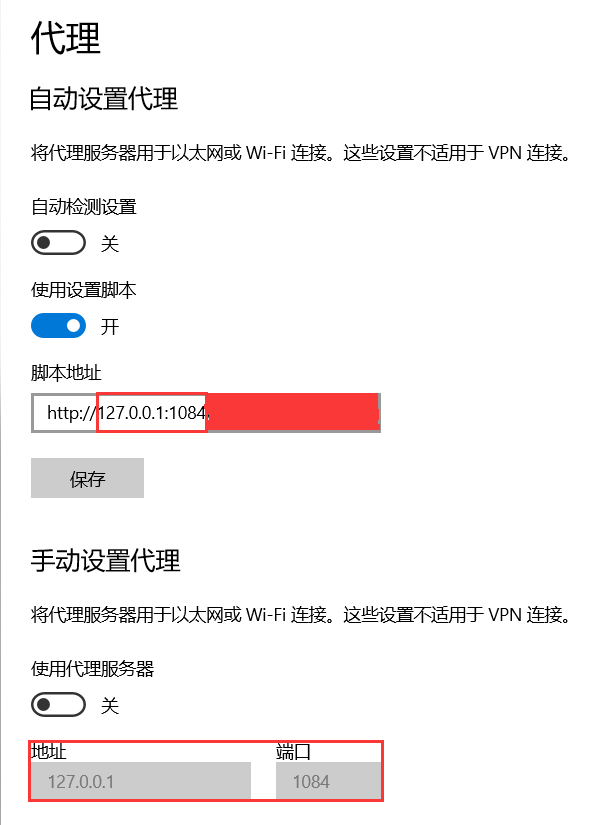 代理
自动设置代理
将代理服务器用于以太网或 Wi-Fi 连接。这些设置不适用于 VPN 连接。
自动检测设置
关
使用设置脚本
开
脚本地址
http://127.0.0.1:1084
保存
手动设置代理
将代理服务器用于以太网或 Wi-Fi 连接。这些设置不适用于 VPN 连接。
使用代理服务器
关
地址 端口
127.0.0.1 1084